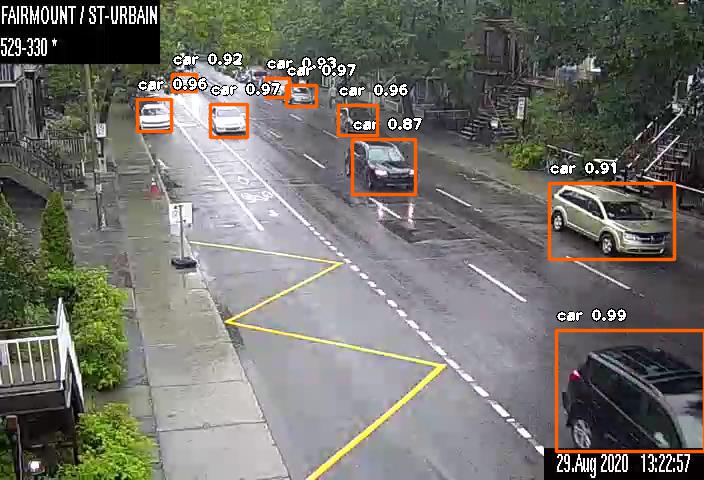 FAIRMOUNT / ST-URBAIN
529-330 *
car 0.92
car 0.93
car 0.97
car 0.96
car 0.97
car 0.96
car 0.87
car 0.91
car 0.99
29.Aug 2020 13:22:57